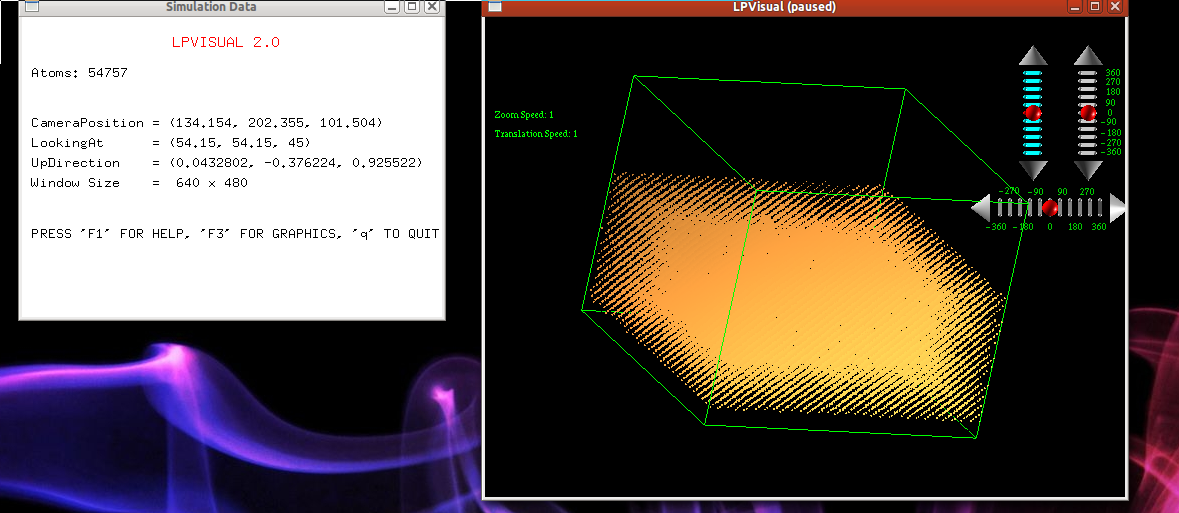 Simulation Data
LPVISUAL 2.0
Atoms: 54757
CameraPosition = (134.154, 202.355, 101.504)
LookingAt = (54.15, 54.15, 45)
UpDirection = (0.0432802, -0.376224, 0.925522)
Window Size = 640 x 480
PRESS 'F1' FOR HELP, 'F3' FOR GRAPHICS, 'q' TO QUIT
LPVisual (paused)
Zoom Speed: 1
Translation Speed: 1
360
270
180
90
0
-90
-180
-270
-360
-270 -90 90 270
-360 -180 0 180 360